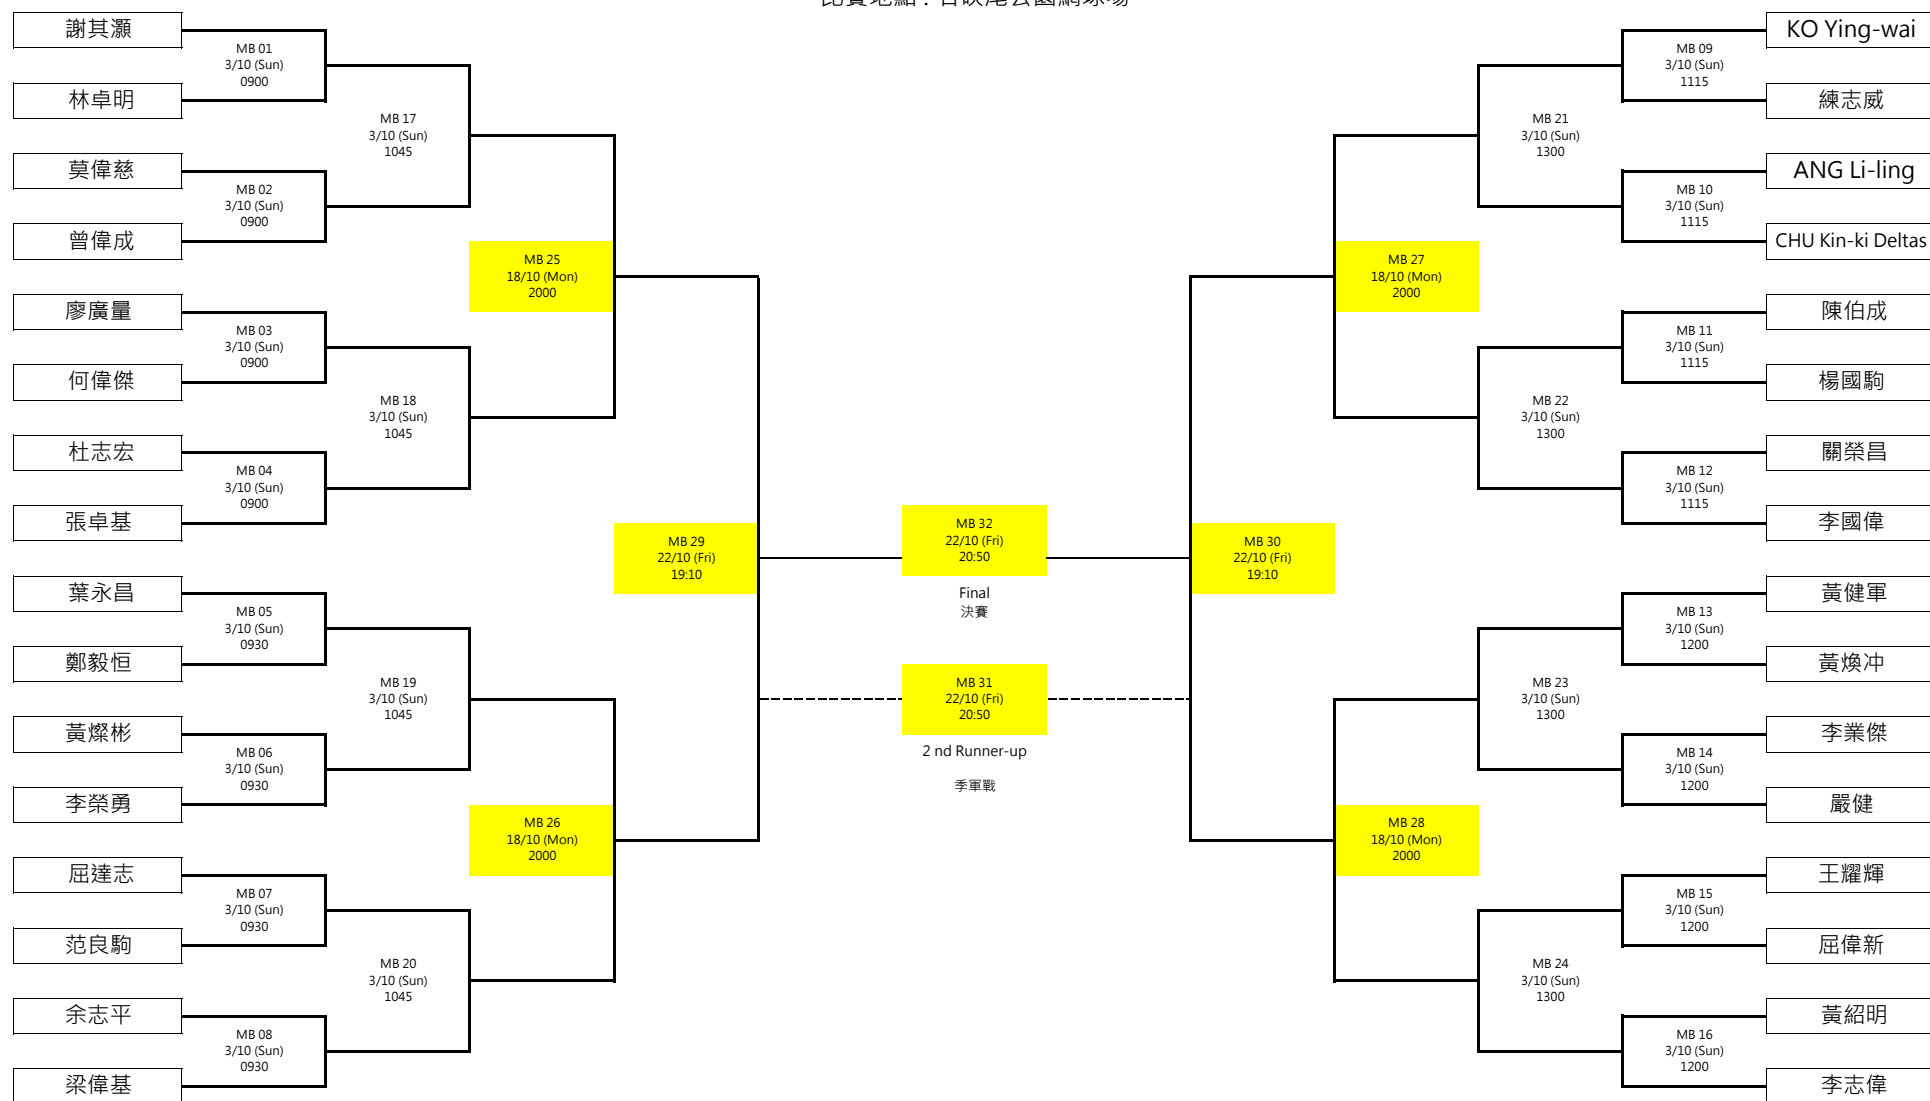 謝其灝
MB 01
3/10 (Sun)
0900
林卓明
MB 17
3/10 (Sun)
1045
莫偉慈
MB 02
3/10 (Sun)
0900
曾偉成
MB 25
18/10 (Mon)
2000
廖廣量
MB 03
3/10 (Sun)
0900
何偉傑
MB 18
3/10 (Sun)
1045
杜志宏
MB 04
3/10 (Sun)
0900
張卓基
MB 29
22/10 (Fri)
19:10
葉永昌
MB 05
3/10 (Sun)
0930
鄭毅恒
MB 19
3/10 (Sun)
1045
黃燦彬
MB 06
3/10 (Sun)
0930
李榮勇
MB 26
18/10 (Mon)
2000
屈達志
MB 07
3/10 (Sun)
0930
范良駒
MB 20
3/10 (Sun)
1045
余志平
MB 08
3/10 (Sun)
0930
梁偉基
MB 32
22/10 (Fri)
20:50
Final
決賽
MB 31
22/10 (Fri)
20:50
2 nd Runner-up
季軍戰
KO Ying-wai
MB 09
3/10 (Sun)
1115
練志威
MB 21
3/10 (Sun)
1300
ANG Li-ling
MB 10
3/10 (Sun)
1115
CHU Kin-ki Deltas
MB 27
18/10 (Mon)
2000
陳伯成
MB 11
3/10 (Sun)
1115
楊國駒
MB 22
3/10 (Sun)
1300
關榮昌
MB 12
3/10 (Sun)
1115
李國偉
MB 30
22/10 (Fri)
19:10
黃健軍
MB 13
3/10 (Sun)
1200
黃煥冲
MB 23
3/10 (Sun)
1300
李業傑
MB 14
3/10 (Sun)
1200
嚴健
MB 28
18/10 (Mon)
2000
王耀輝
MB 15
3/10 (Sun)
1200
屈偉新
MB 24
3/10 (Sun)
1300
黃紹明
MB 16
3/10 (Sun)
1200
李志偉